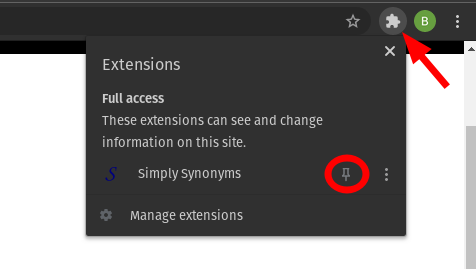 B
Extensions
Full access
These extensions can see and change
information on this site.
S Simply Synonyms
Manage extensions